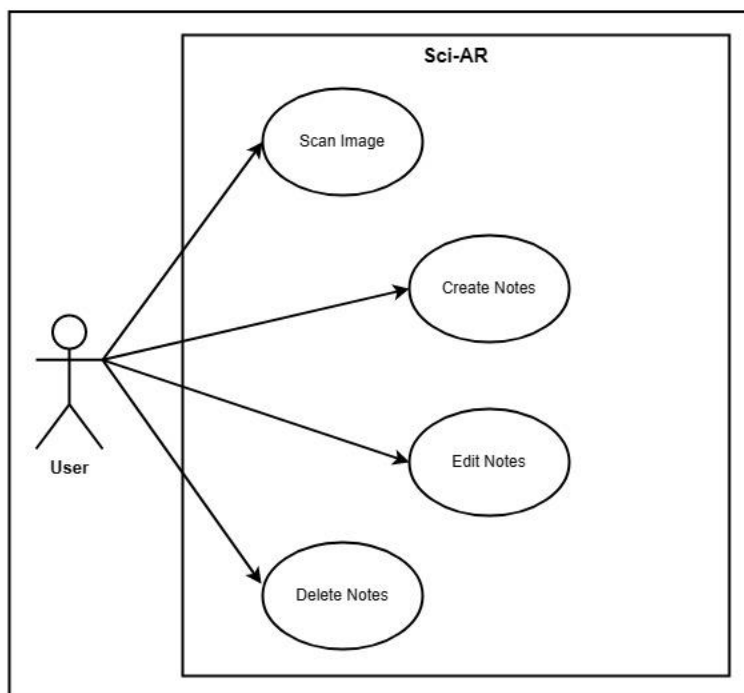 Sci-AR
Scan Image
Create Notes
User
Edit Notes
Delete Notes